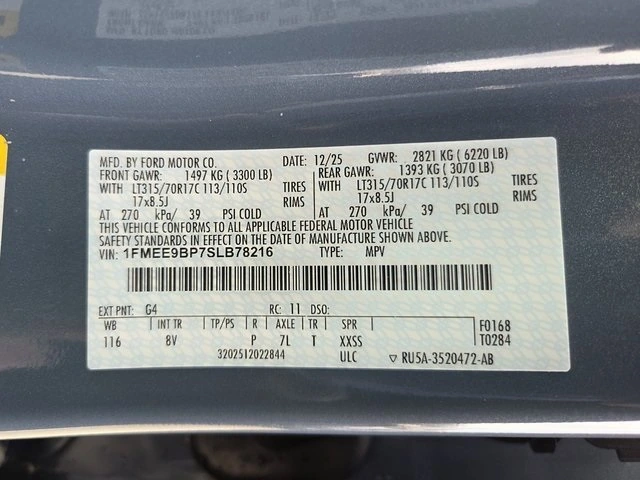 MFD. BY FORD MOTOR CO. DATE: 12/25 GVWR: 2821 KG ( 6220 LB)
FRONT GAWR: 1497 KG ( 3300 LB) REAR GAWR: 1393 KG ( 3070 LB)
WITH LT315/70R17C 113/110S TIRES WITH LT315/70R17C 113/110S TIRES
17x8.5J RIMS 17x8.5J RIMS
AT 270 kPa/ 39 PSI COLD AT 270 kPa/ 39 PSI COLD
THIS VEHICLE CONFORMS TO ALL APPLICABLE FEDERAL MOTOR VEHICLE
SAFETY STANDARDS IN EFFECT ON THE DATE OF MANUFACTURE SHOWN ABOVE.
VIN: 1FMEE9BP7SLB78216 TYPE: MPV
EXT PNT: G4 RC: 11 DSO:
WB INT TR TP/PS R AXLE TR SPR F0168
116 8V P 7L T XXSS T0284
3202512022844 ULC RU5A-3520472-AB